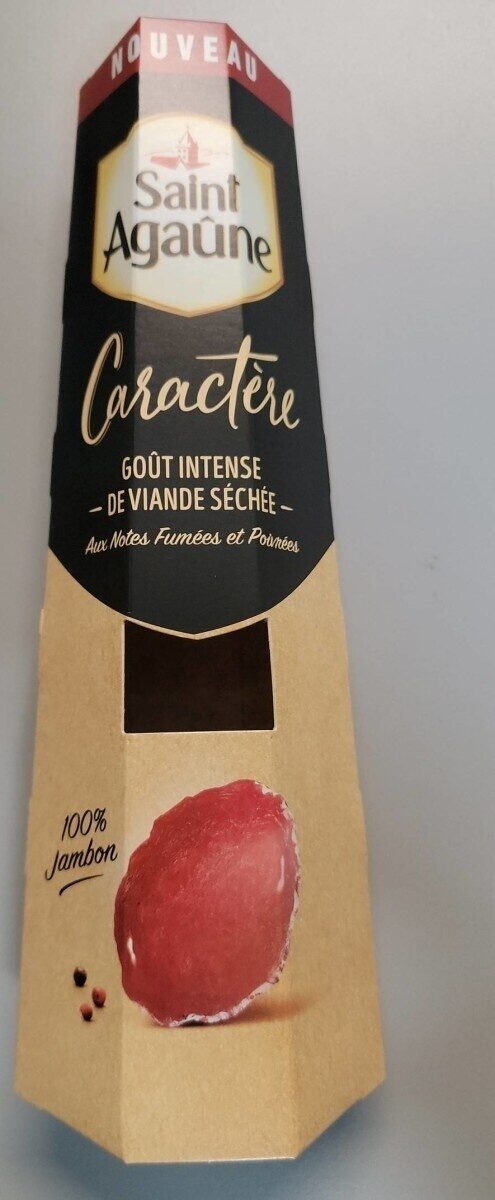 NOUVEAU
Saint
Agaûne
Caractère
GOÛT INTENSE
- DE VIANDE SÉCHÉE -
Aux Notes Fumées et Poivrées
100%
Jambon